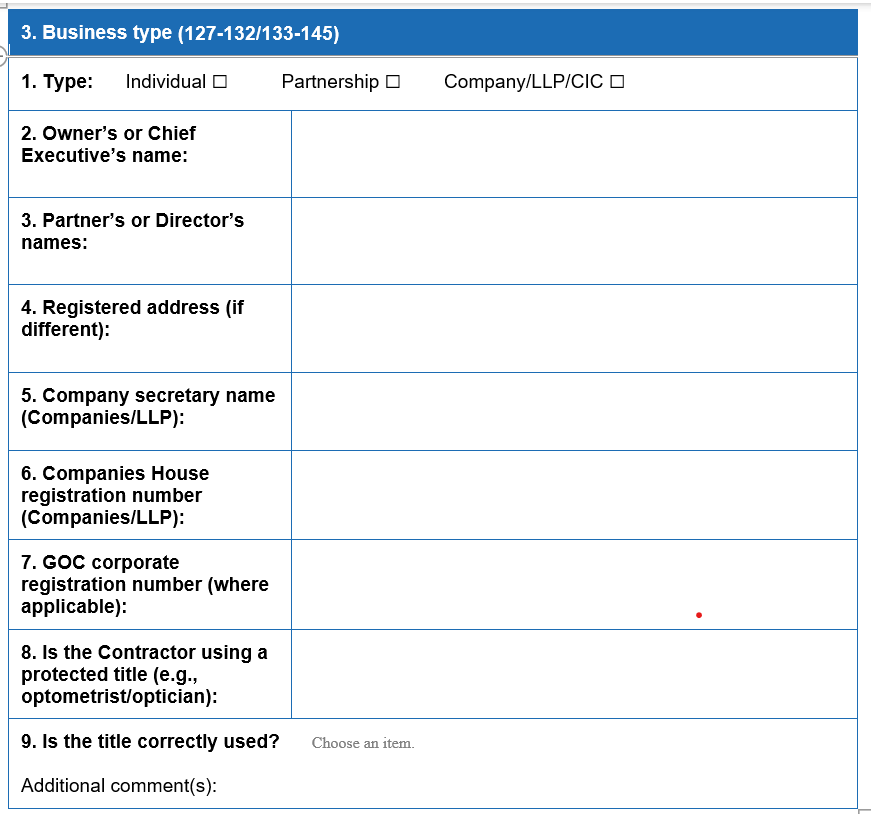 3. Business type (127-132/133-145)
1. Type: Individual ☐ Partnership ☐ Company/LLP/CIC ☐
2. Owner’s or Chief
Executive’s name:
3. Partner’s or Director’s
names:
4. Registered address (if
different):
5. Company secretary name
(Companies/LLP):
6. Companies House
registration number
(Companies/LLP):
7. GOC corporate
registration number (where
applicable):
8. Is the Contractor using a
protected title (e.g.,
optometrist/optician):
9. Is the title correctly used? Choose an item.
Additional comment(s):